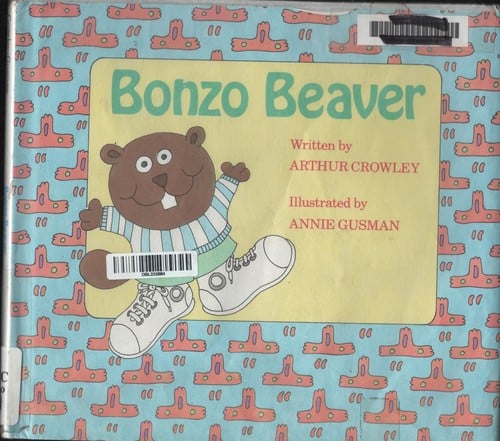 Bonzo Beaver
Written by
ARTHUR CROWLEY
Illustrated by
ANNIE GUSMAN